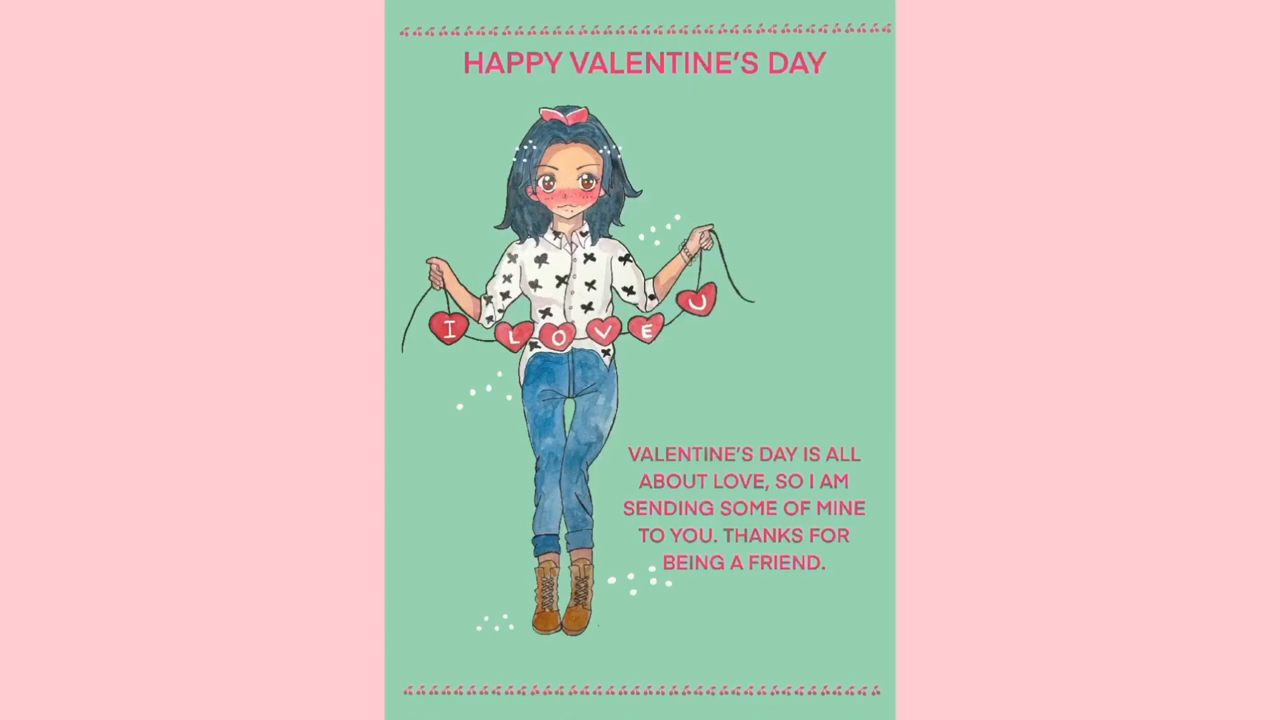 HAPPY VALENTINE'S DAY
I L O V E U
VALENTINE'S DAY IS ALL
ABOUT LOVE, SO I AM
SENDING SOME OF MINE
TO YOU. THANKS FOR
BEING A FRIEND.